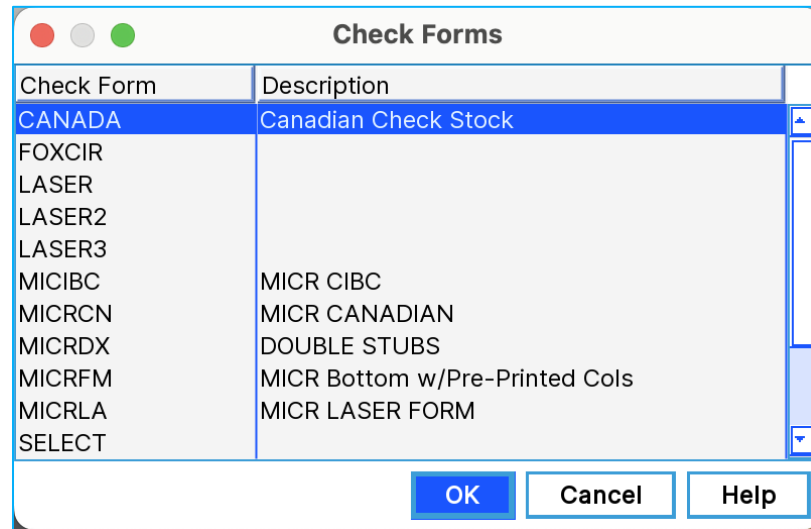 Check Forms
Check Form Description
CANADA Canadian Check Stock
FOXCIR
LASER
LASER2
LASER3
MICIBC MICR CIBC
MICRCN MICR CANADIAN
MICRDX DOUBLE STUBS
MICRFM MICR Bottom w/Pre-Printed Cols
MICRLA MICR LASER FORM
SELECT
OK Cancel Help